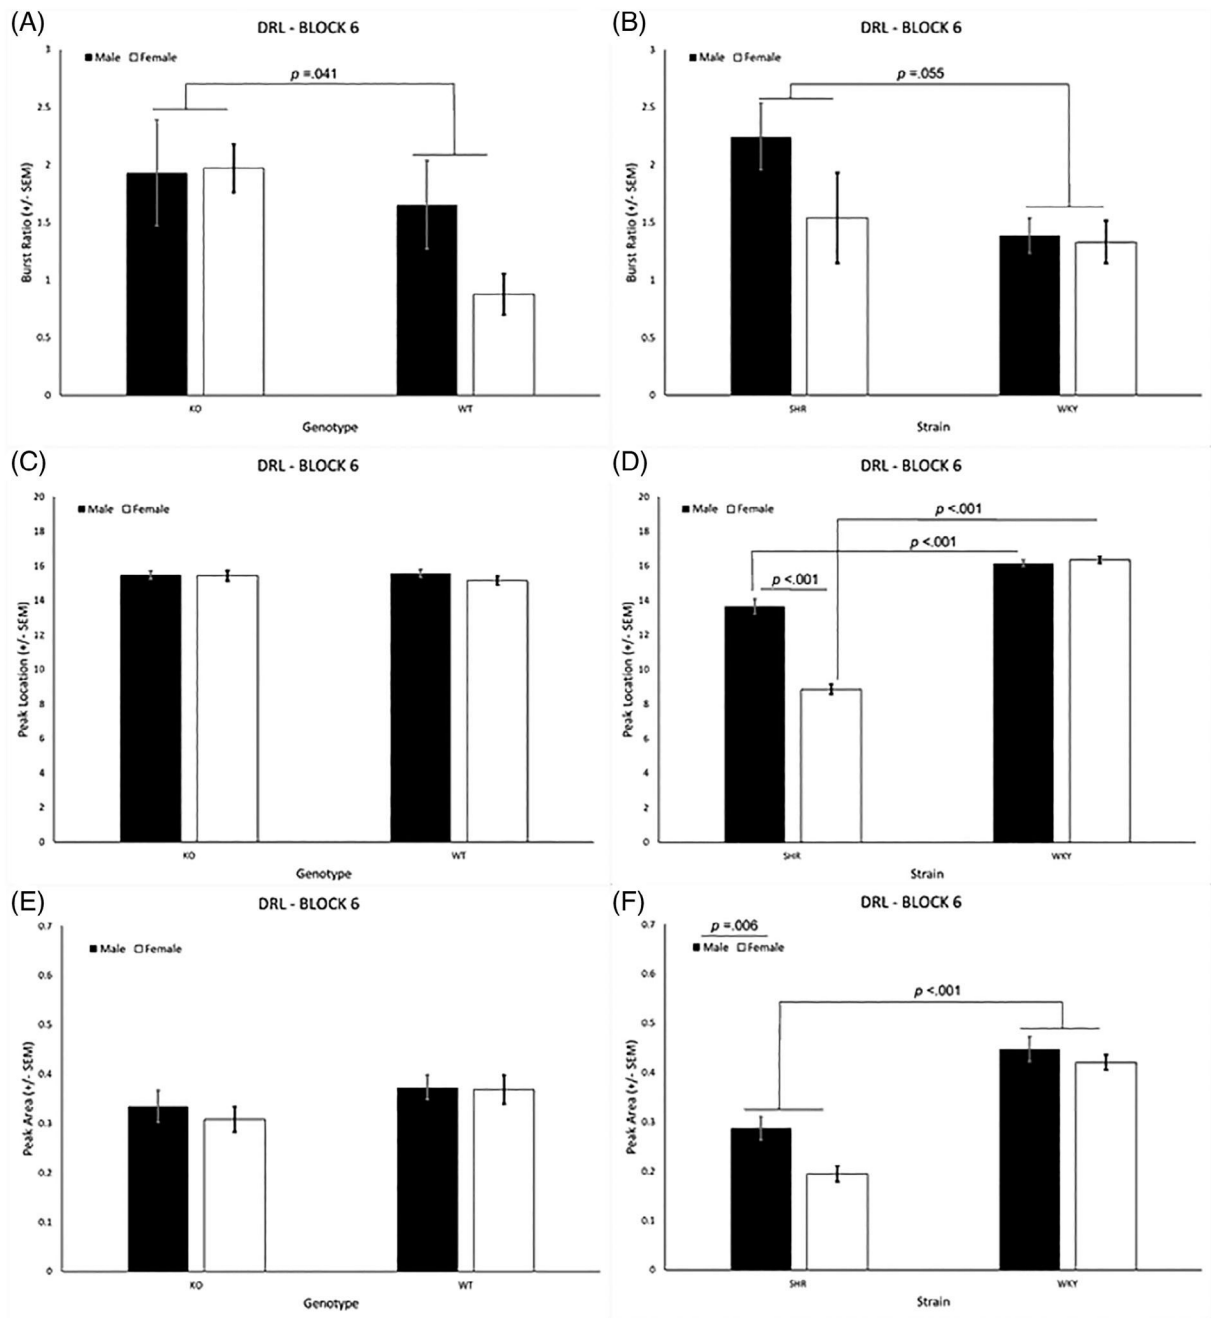 (A)
DRL - BLOCK 6
3
Male Female
p =.041
2.5
2
1.5
1
0.5
0
Burst Ratio (+/- SEM)
KO WT
Genotype
(B)
DRL - BLOCK 6
3
Male Female
p =.055
2.5
2
1.5
1
0.5
0
Burst Ratio (+/- SEM)
SHR WKY
Strain
(C)
DRL - BLOCK 6
20
Male Female
18
16
14
12
10
8
6
4
2
0
Peak Location (+/- SEM)
KO WT
Genotype
(D)
DRL - BLOCK 6
20
Male Female
p <.001
18
p <.001
16
p <.001
14
12
10
8
6
4
2
0
Peak Location (+/- SEM)
SHR WKY
Strain
(E)
DRL - BLOCK 6
0.7
Male Female
0.6
0.5
0.4
0.3
0.2
0.1
0
Peak Area (+/- SEM)
KO WT
Genotype
(F)
DRL - BLOCK 6
0.7
p =.006
Male Female
0.6
p <.001
0.5
0.4
0.3
0.2
0.1
0
Peak Area (+/- SEM)
SHR WKY
Strain